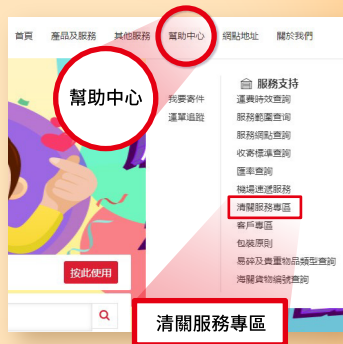 首頁 產品及服務 其他服務 幫助中心 網點地址 關於我們
幫助中心
我要寄件
運單追蹤
服務支持
運費時效查詢
服務範圍查询
服務網點查詢
收寄標準查詢
匯率查詢
機場速遞服務
清關服務專區
客戶專區
包裝原則
易碎及貴重物品類型查詢
海關貨物編號查詢
按此使用
清關服務專區